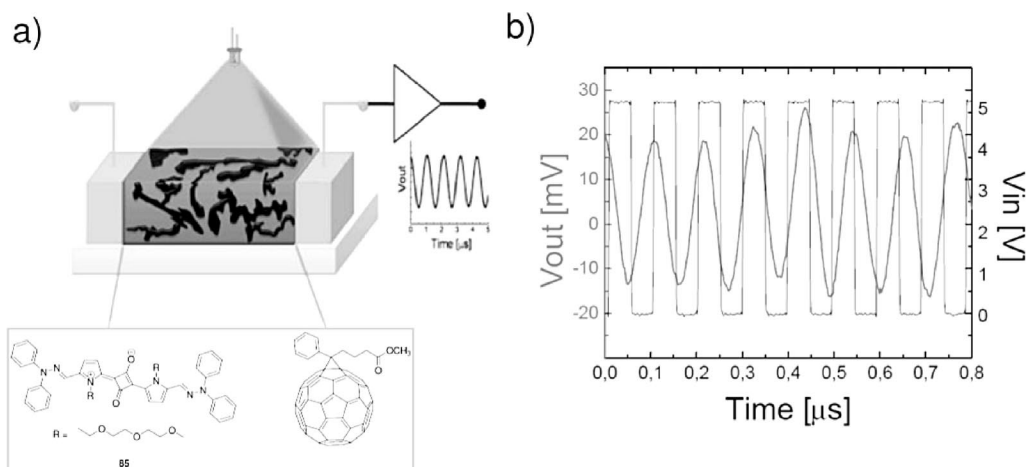 a)
Vout
0 1 2 3 4 5
Time [μs]
N
N
N
R
O
(-)
+
O
R
N
N
N
R =
O
O
O
85
OCH₃
O
b)
Vout [mV]
30
20
10
0
-10
-20
Vin [V]
5
4
3
2
1
0
0,0 0,1 0,2 0,3 0,4 0,5 0,6 0,7 0,8
Time [μs]